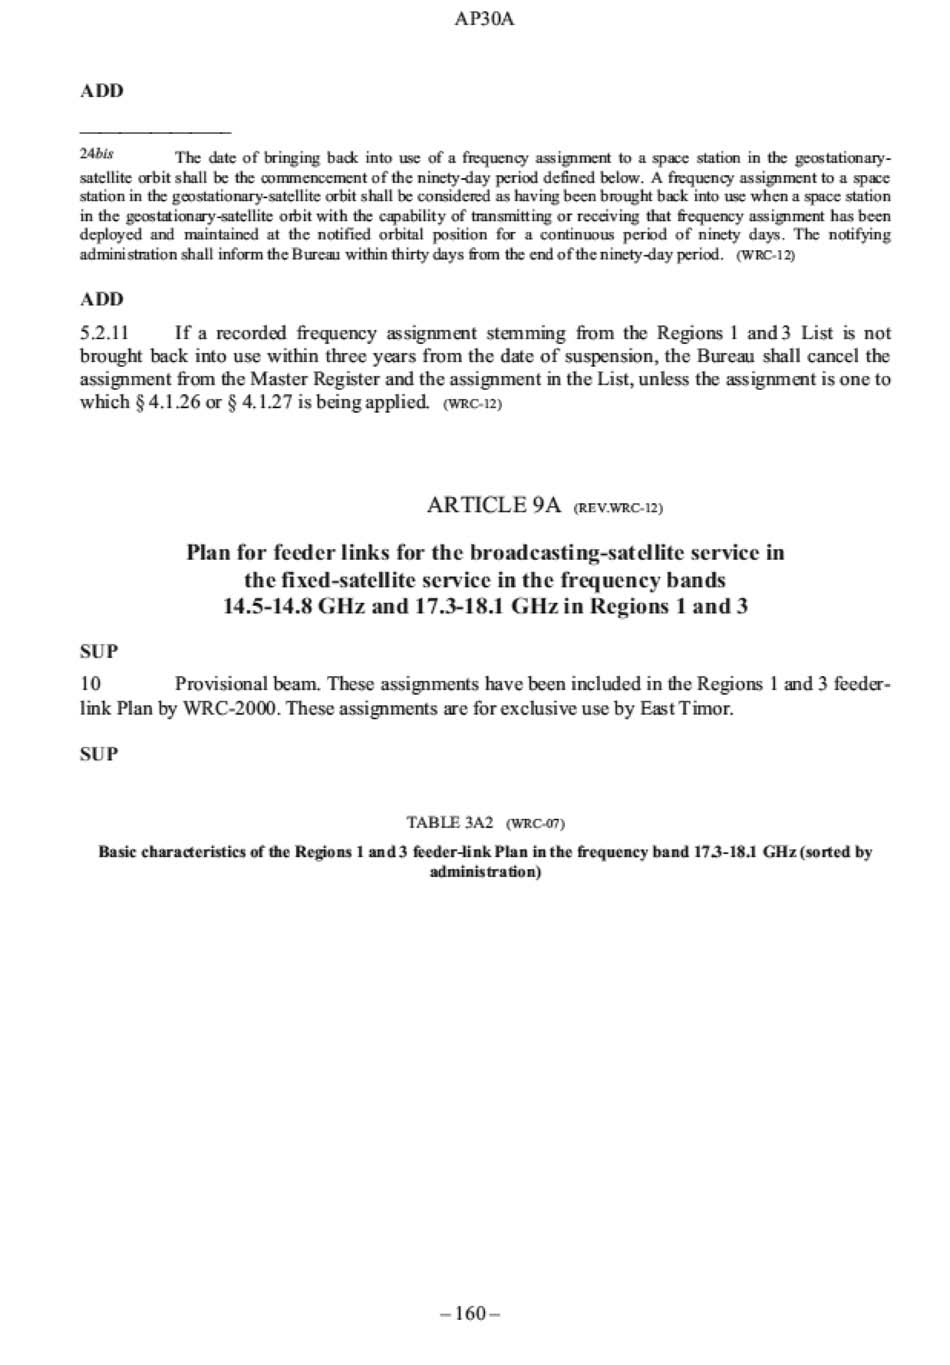 AP30A
ADD
24bis The date of bringing back into use of a frequency assignment to a space station in the geostationary-
satellite orbit shall be the commencement of the ninety-day period defined below. A frequency assignment to a space
station in the geostationary-satellite orbit shall be considered as having been brought back into use when a space station
in the geostationary-satellite orbit with the capability of transmitting or receiving that frequency assignment has been
deployed and maintained at the notified orbital position for a continuous period of ninety days. The notifying
administration shall inform the Bureau within thirty days from the end of the ninety-day period. (WRC-12)
ADD
5.2.11 If a recorded frequency assignment stemming from the Regions 1 and 3 List is not
brought back into use within three years from the date of suspension, the Bureau shall cancel the
assignment from the Master Register and the assignment in the List, unless the assignment is one to
which § 4.1.26 or § 4.1.27 is being applied. (WRC-12)
ARTICLE 9A (REV.WRC-12)
Plan for feeder links for the broadcasting-satellite service in
the fixed-satellite service in the frequency bands
14.5-14.8 GHz and 17.3-18.1 GHz in Regions 1 and 3
SUP
10 Provisional beam. These assignments have been included in the Regions 1 and 3 feeder-
link Plan by WRC-2000. These assignments are for exclusive use by East Timor.
SUP
TABLE 3A2 (WRC-07)
Basic characteristics of the Regions 1 and 3 feeder-link Plan in the frequency band 17.3-18.1 GHz (sorted by
administration)
– 160 –